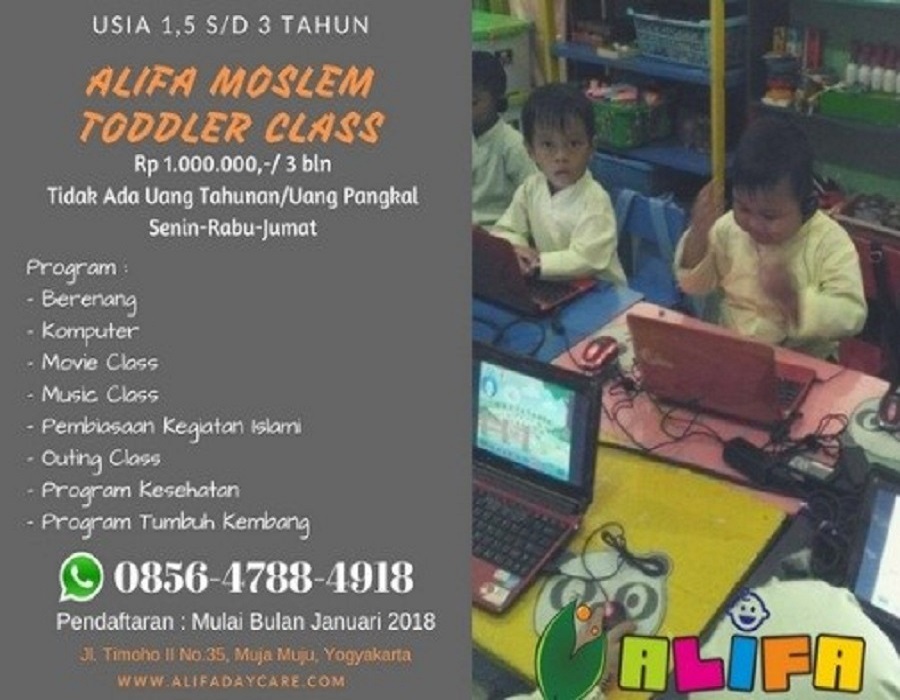 USIA 1,5 S/D 3 TAHUN
ALIFA MOSLEM
TODDLER CLASS
Rp 1.000.000,-/ 3 bln
Tidak Ada Uang Tahunan/Uang Pangkal
Senin-Rabu-Jumat
Program :
- Berenang
- Komputer
- Movie Class
- Music Class
- Pembiasaan Kegiatan Islami
- Outing Class
- Program Kesehatan
- Program Tumbuh Kembang
0856-4788-4918
Pendaftaran : Mulai Bulan Januari 2018
Jl. Timoho II No.35, Muja Muju, Yogyakarta
WWW.ALIFADAYCARE.COM
ALIFA